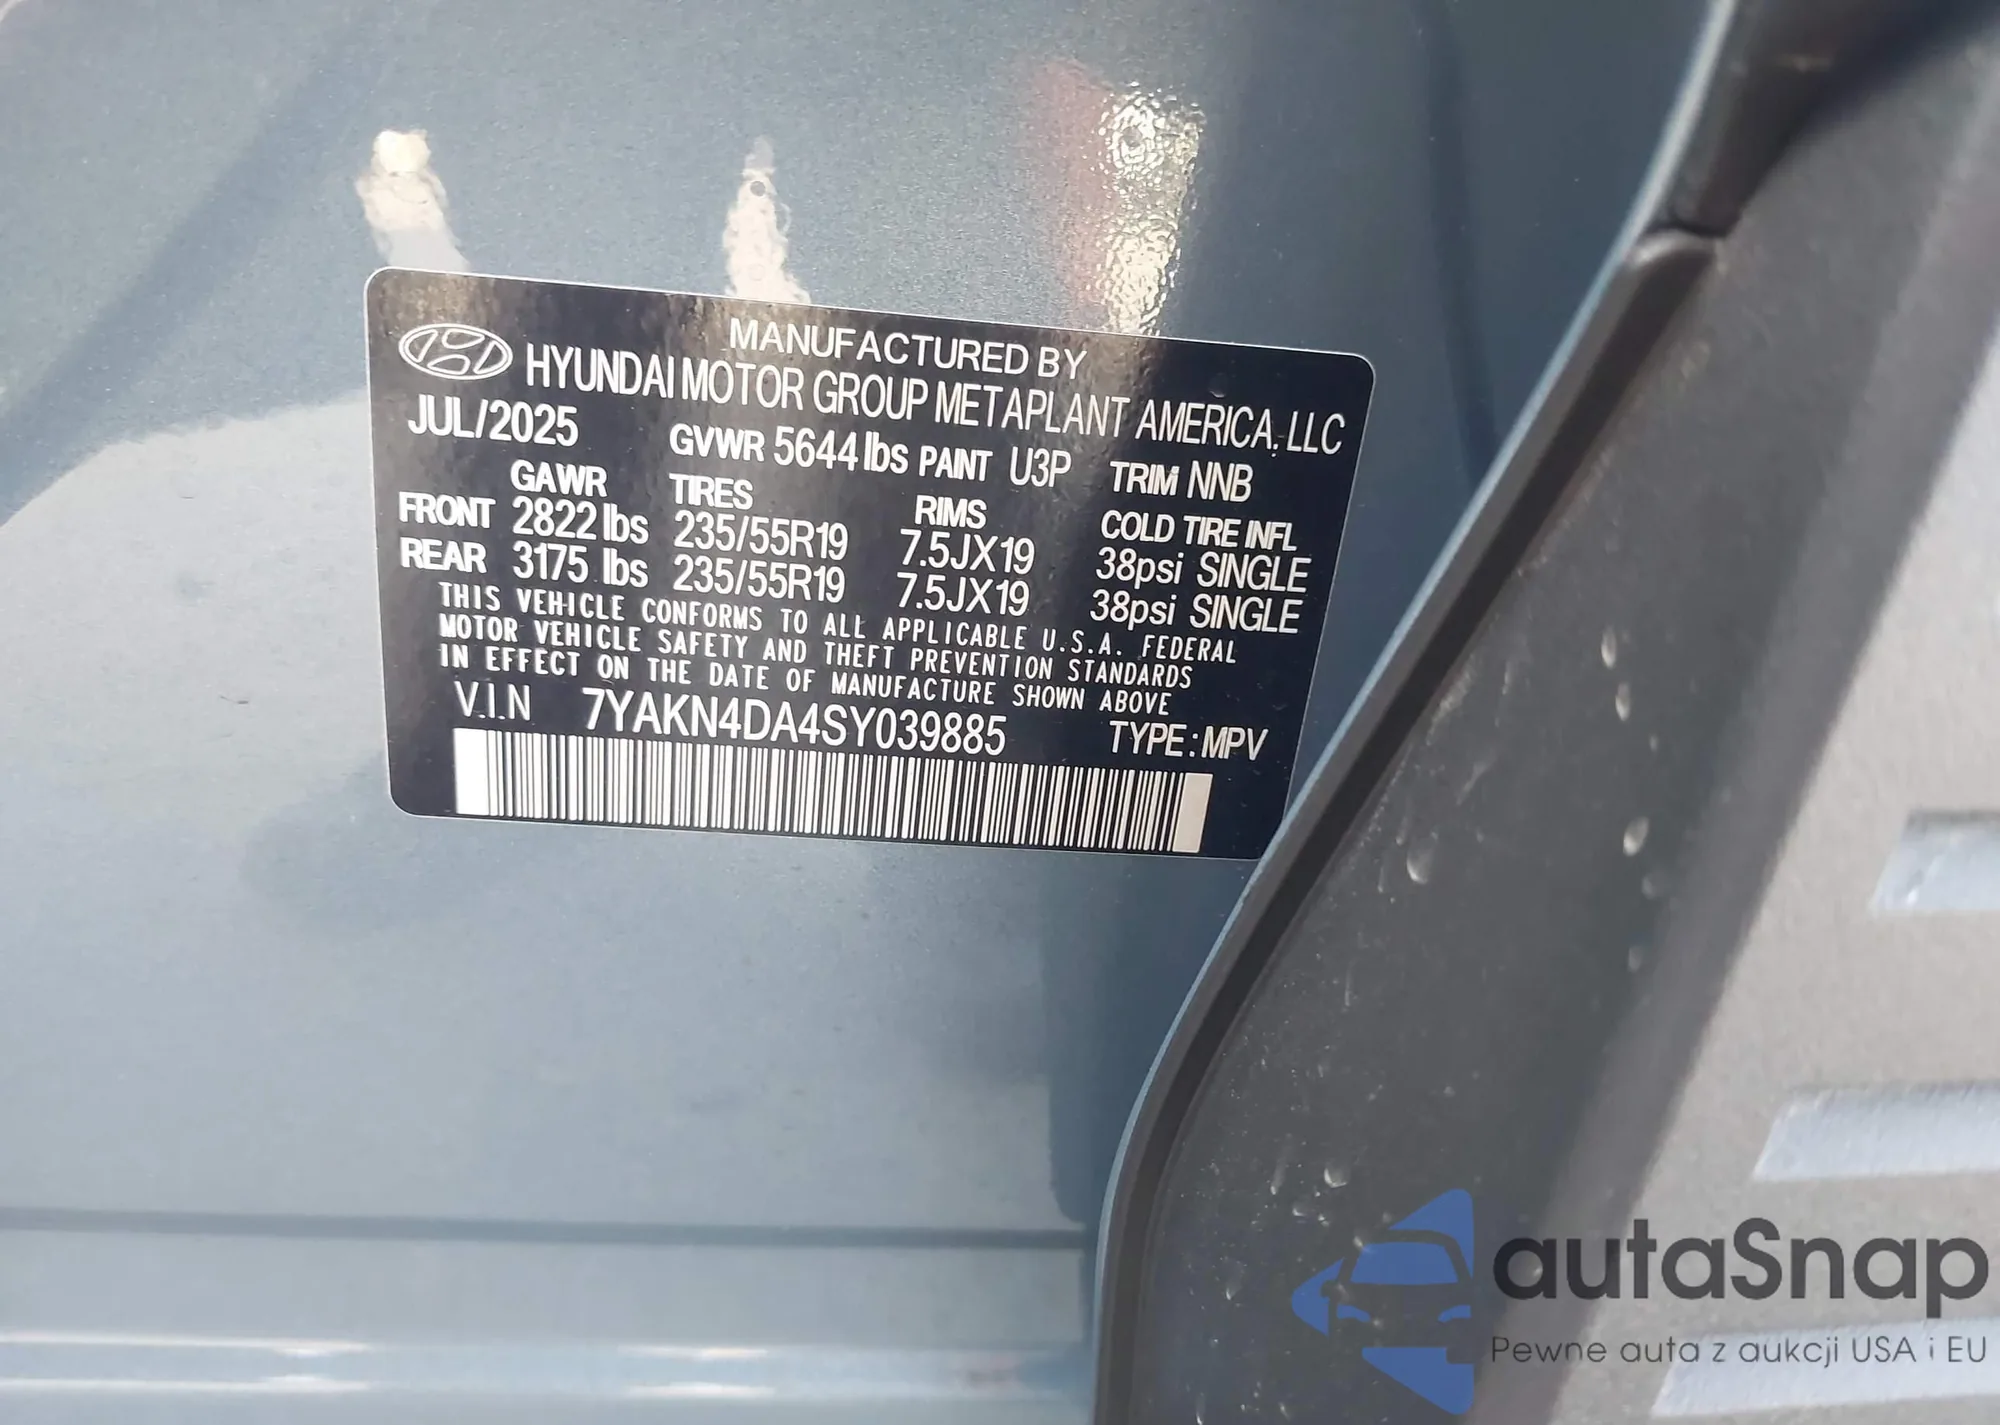 MANUFACTURED BY
HYUNDAI MOTOR GROUP METAPLANT AMERICA, LLC
JUL/2025 GVWR 5644 lbs PAINT U3P TRIM NNB
GAWR TIRES RIMS COLD TIRE INFL
FRONT 2822 lbs 235/55R19 7.5JX19 38psi SINGLE
REAR 3175 lbs 235/55R19 7.5JX19 38psi SINGLE
THIS VEHICLE CONFORMS TO ALL APPLICABLE U.S.A. FEDERAL
MOTOR VEHICLE SAFETY AND THEFT PREVENTION STANDARDS
IN EFFECT ON THE DATE OF MANUFACTURE SHOWN ABOVE
V.I.N 7YAKN4DA4SY039885 TYPE:MPV
autaSnap
Pewne auta z aukcji USA i EU